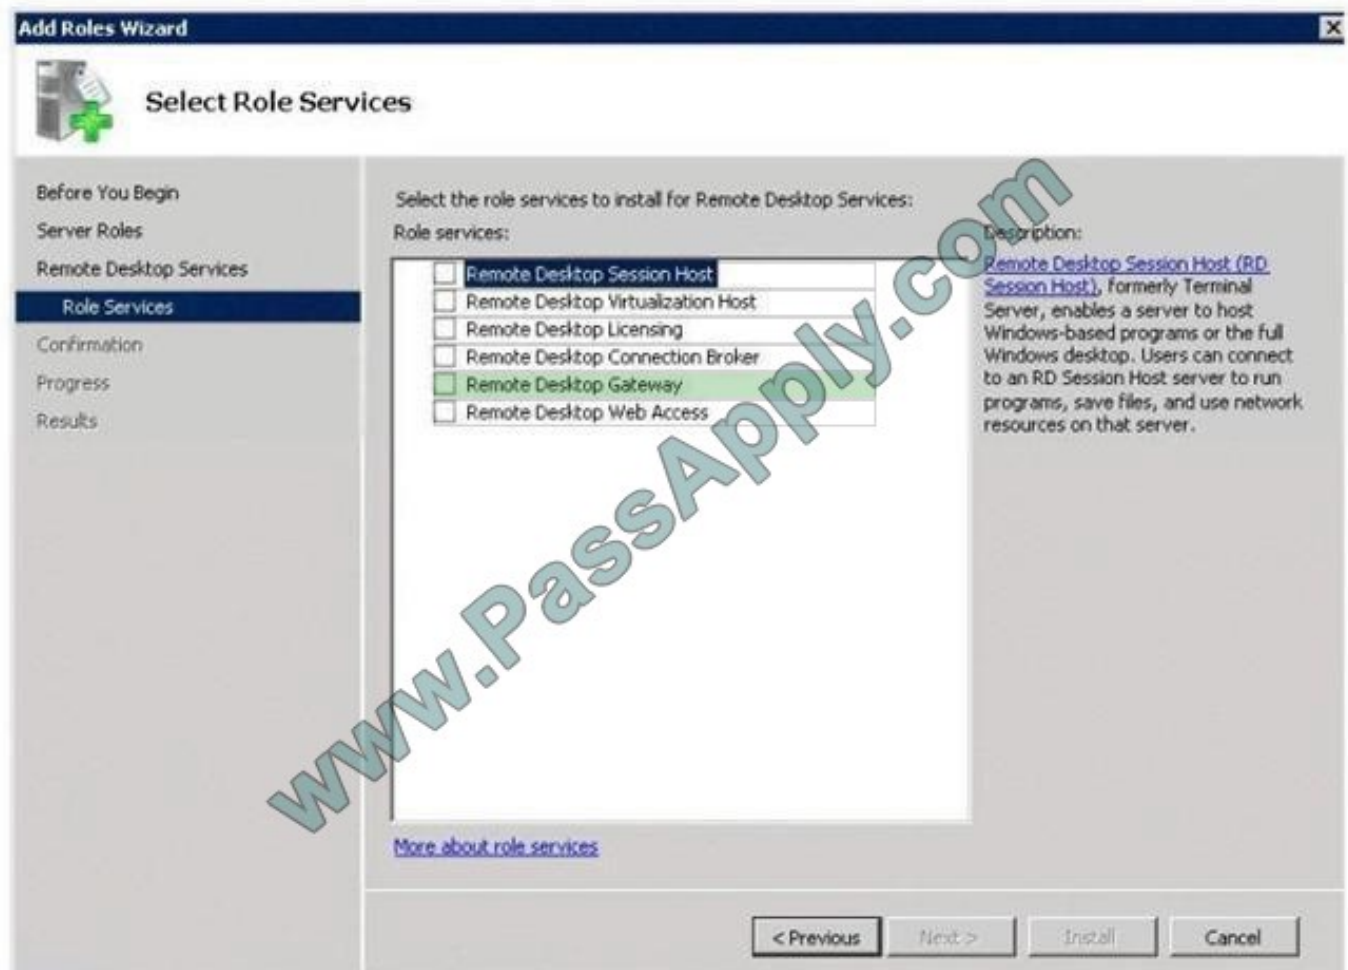 Add Roles Wizard
Select Role Services
Before You Begin
Server Roles
Remote Desktop Services
Role Services
Confirmation
Progress
Results
Select the role services to install for Remote Desktop Services:
Role services:
Remote Desktop Session Host
Remote Desktop Virtualization Host
Remote Desktop Licensing
Remote Desktop Connection Broker
Remote Desktop Gateway
Remote Desktop Web Access
More about role services
Description:
Remote Desktop Session Host (RD
Session Host), formerly Terminal
Server, enables a server to host
Windows-based programs or the full
Windows desktop. Users can connect
to an RD Session Host server to run
programs, save files, and use network
resources on that server.
www.PassApply.com
< Previous
Next >
Install
Cancel